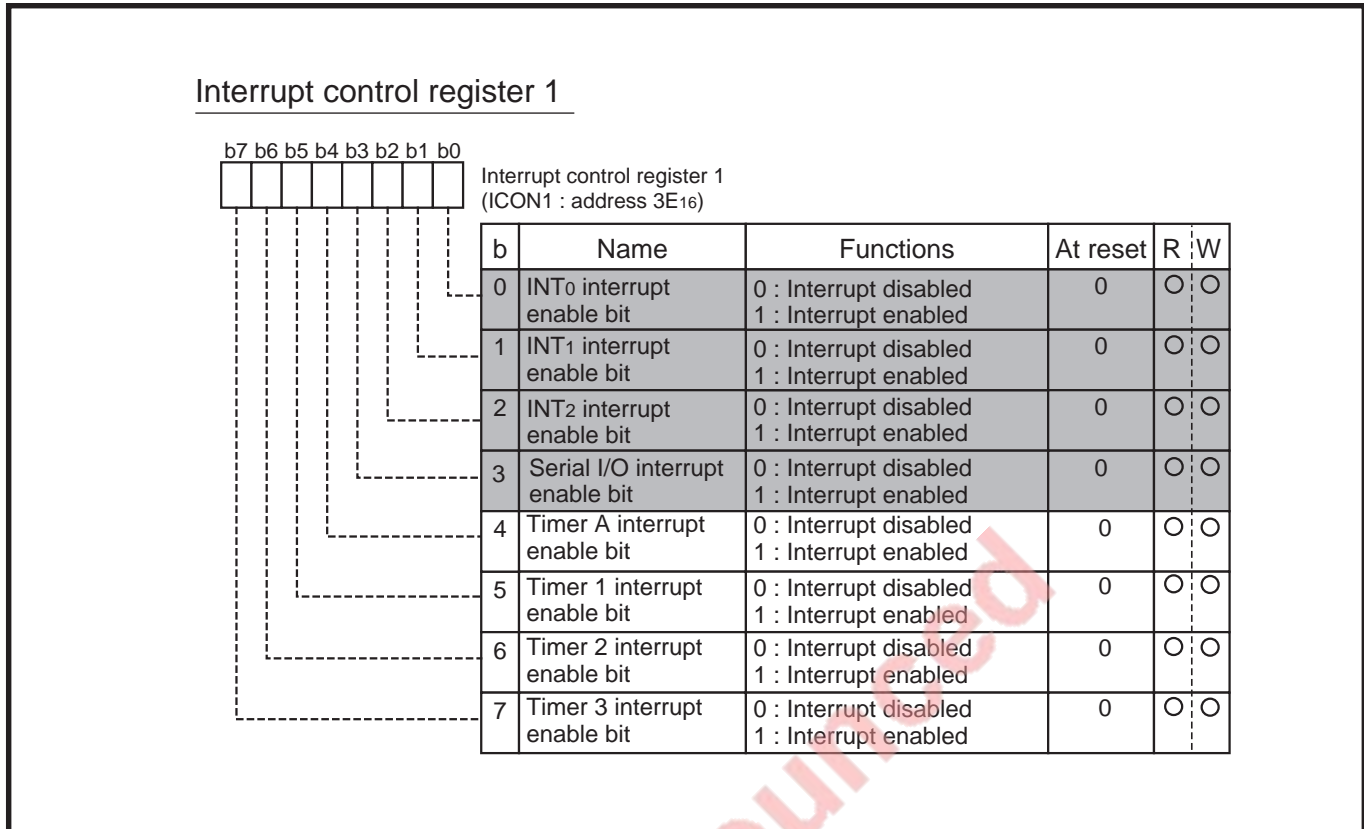 Interrupt control register 1
b7 b6 b5 b4 b3 b2 b1 b0
Interrupt control register 1
(ICON1 : address 3E16)
b Name Functions At reset R W
0 INT0 interrupt enable bit 0 : Interrupt disabled 0 O O
1 : Interrupt enabled
1 INT1 interrupt enable bit 0 : Interrupt disabled 0 O O
1 : Interrupt enabled
2 INT2 interrupt enable bit 0 : Interrupt disabled 0 O O
1 : Interrupt enabled
3 Serial I/O interrupt enable bit 0 : Interrupt disabled 0 O O
1 : Interrupt enabled
4 Timer A interrupt enable bit 0 : Interrupt disabled 0 O O
1 : Interrupt enabled
5 Timer 1 interrupt enable bit 0 : Interrupt disabled 0 O O
1 : Interrupt enabled
6 Timer 2 interrupt enable bit 0 : Interrupt disabled 0 O O
1 : Interrupt enabled
7 Timer 3 interrupt enable bit 0 : Interrupt disabled 0 O O
1 : Interrupt enabled
unced